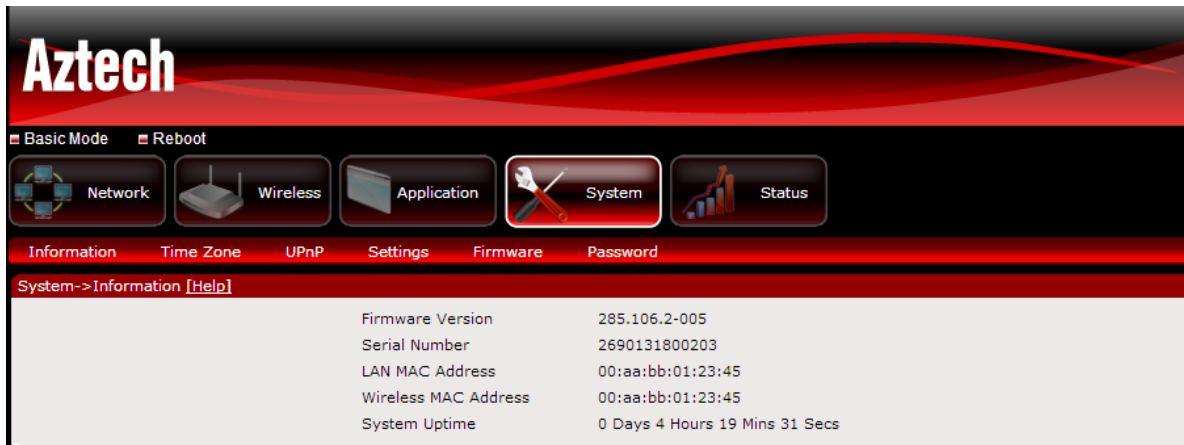 Aztech
Basic Mode Reboot
Network Wireless Application System Status
Information Time Zone UPnP Settings Firmware Password
System->Information [Help]
Firmware Version 285.106.2-005
Serial Number 2690131800203
LAN MAC Address 00:aa:bb:01:23:45
Wireless MAC Address 00:aa:bb:01:23:45
System Uptime 0 Days 4 Hours 19 Mins 31 Secs